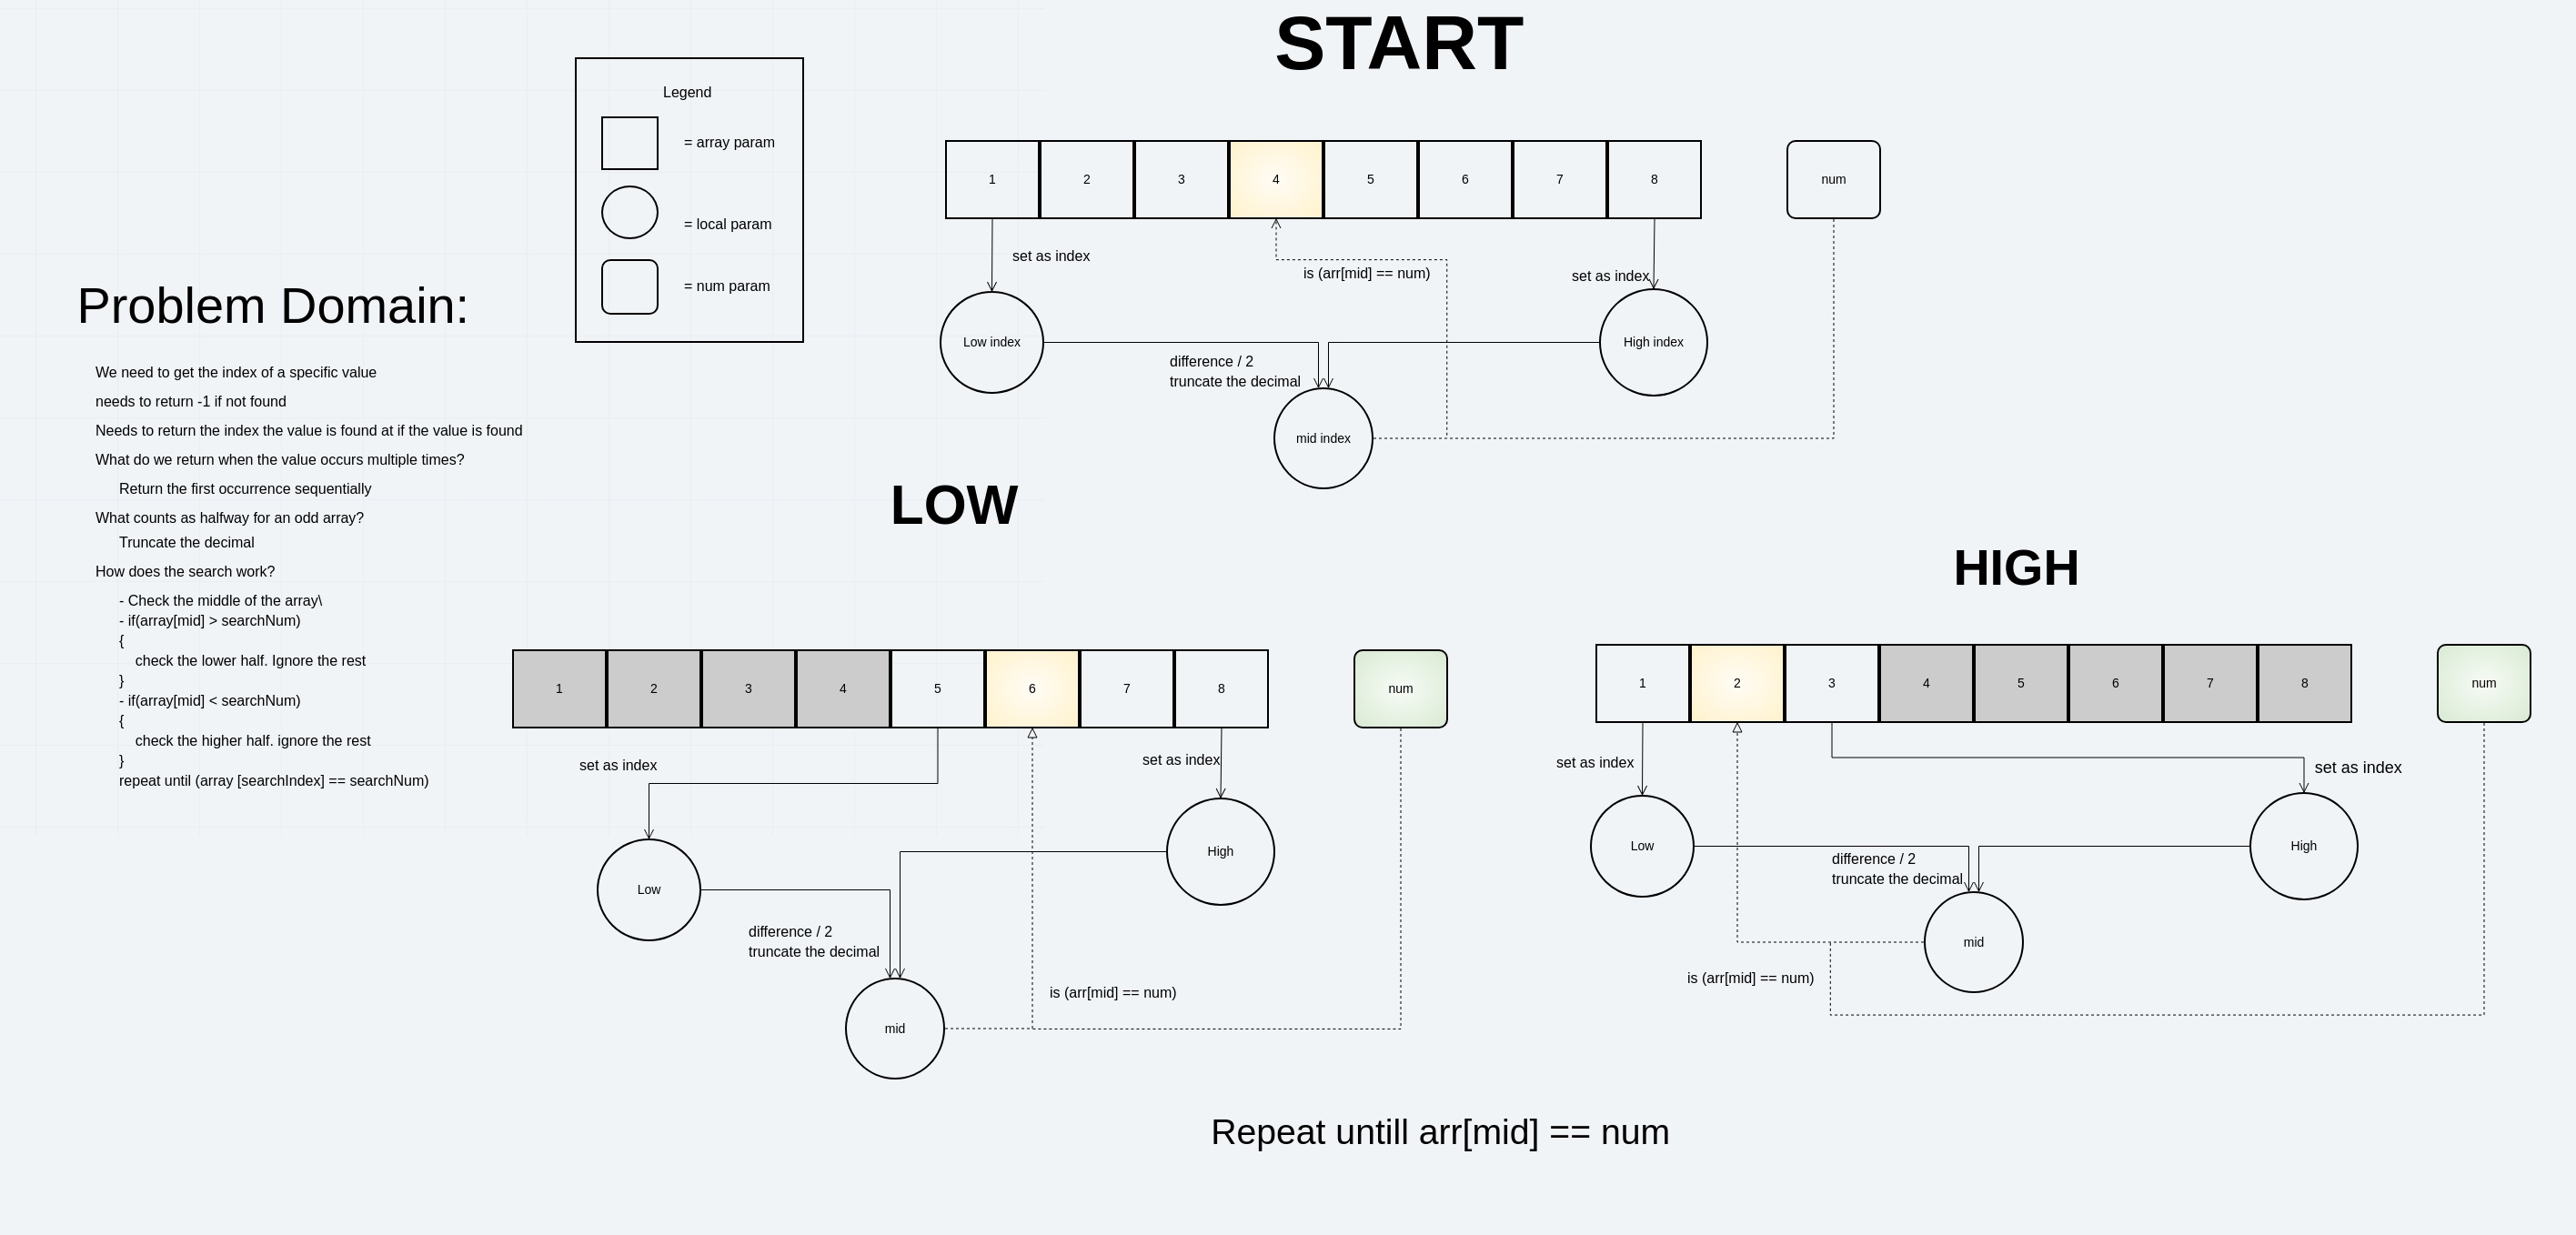 START
Legend
= array param
= local param
= num param
1 2 3 4 5 6 7 8 num
set as index
is (arr[mid] == num)
set as index
Low index
High index
difference / 2
truncate the decimal
mid index
Problem Domain:
We need to get the index of a specific value
needs to return -1 if not found
Needs to return the index the value is found at if the value is found
What do we return when the value occurs multiple times?
Return the first occurrence sequentially
What counts as halfway for an odd array?
Truncate the decimal
How does the search work?
- Check the middle of the array\
- if(array[mid] > searchNum)
{
check the lower half. Ignore the rest
}
- if(array[mid] < searchNum)
{
check the higher half. ignore the rest
}
repeat until (array [searchIndex] == searchNum)
LOW
1 2 3 4 5 6 7 8 num
set as index
set as index
Low
High
difference / 2
truncate the decimal
is (arr[mid] == num)
mid
HIGH
1 2 3 4 5 6 7 8 num
set as index
set as index
Low
High
difference / 2
truncate the decimal
mid
is (arr[mid] == num)
Repeat untill arr[mid] == num